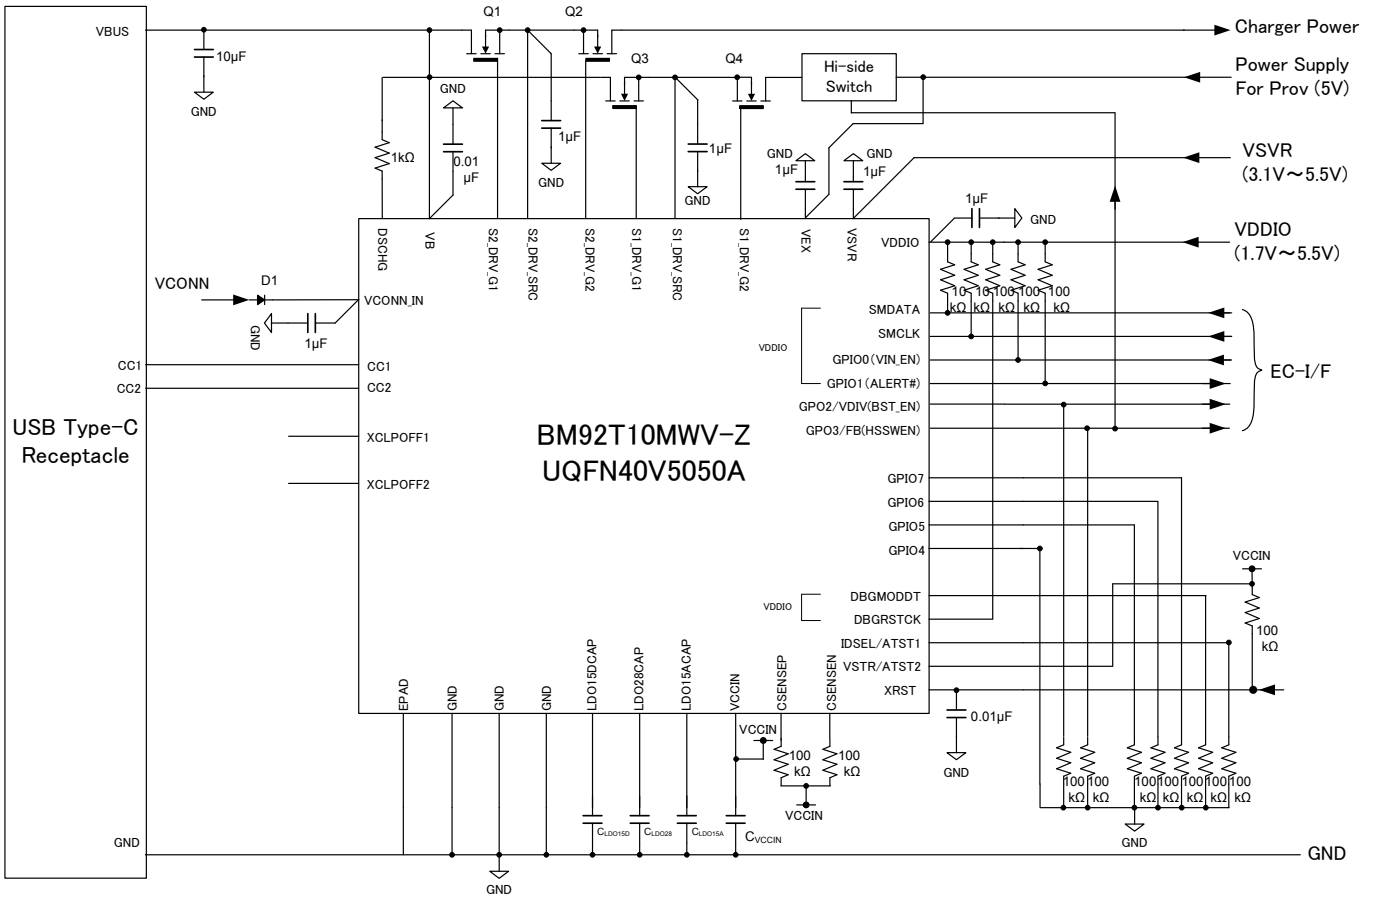 VBUS
10μF
GND
Q1
Q2
Q3
Q4
Hi-side
Switch
Charger Power
Power Supply
For Prov (5V)
VSVR
(3.1V～5.5V)
VDDIO
(1.7V～5.5V)
GND
1kΩ
0.01
μF
1μF
GND
1μF
GND
GND
1μF
GND
1μF
1μF
GND
DSCHG
VB
S2_DRV_G1
S2_DRV_SRC
S2_DRV_G2
S1_DRV_G1
S1_DRV_SRC
S1_DRV_G2
VEX
VSVR
VDDIO
VCONN
D1
VCONN_IN
GND
1μF
CC1
CC1
CC2
CC2
XCLPOFF1
XCLPOFF2
USB Type-C
Receptacle
BM92T10MWV-Z
UQFN40V5050A
10
kΩ
10
kΩ
100
kΩ
100
kΩ
100
kΩ
VDDIO
SMDATA
SMCLK
GPIO0(VIN_EN)
GPIO1(ALERT#)
GPO2/VDIV(BST_EN)
GPO3/FB(HSSWEN)
EC-I/F
GPIO7
GPIO6
GPIO5
GPIO4
VDDIO
DBGMODDT
DBGRSTCK
IDSEL/ATST1
VSTR/ATST2
XRST
VCCIN
100
kΩ
0.01μF
GND
EPAD
GND
GND
GND
LDO15DCAP
LDO28CAP
LDO15ACAP
VCCIN
CSENSEP
CSENSEN
VCCIN
100
kΩ
100
kΩ
VCCIN
100
kΩ
100
kΩ
100
kΩ
100
kΩ
100
kΩ
100
kΩ
100
kΩ
GND
CLDO15D
CLDO28
CLDO15A
CVCCIN
GND
GND
GND